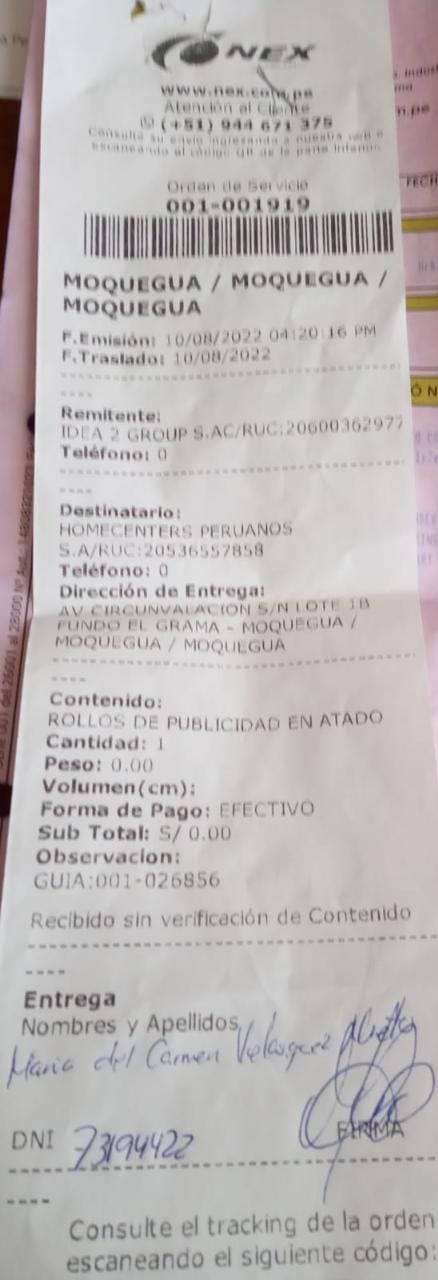 NEX
www.nex.com.pe
Atención al Cliente
(+51) 944 671 375
Consulte su envio ingresando a nuestra web o
escaneando el código QR de la parte inferior
Orden de Servicio
001-001919
MOQUEGUA / MOQUEGUA /
MOQUEGUA
F.Emisión: 10/08/2022 04:20:16 PM
F.Traslado: 10/08/2022
Remitente:
IDEA 2 GROUP S.AC/RUC:20600362977
Teléfono: 0
Destinatario:
HOMECENTERS PERUANOS
S.A/RUC:20536557858
Teléfono: 0
Dirección de Entrega:
AV CIRCUNVALACION S/N LOTE 1B
FUNDO EL GRAMA - MOQUEGUA /
MOQUEGUA / MOQUEGUA
Contenido:
ROLLOS DE PUBLICIDAD EN ATADO
Cantidad: 1
Peso: 0.00
Volumen(cm):
Forma de Pago: EFECTIVO
Sub Total: S/ 0.00
Observacion:
GUIA:001-026856
Recibido sin verificación de Contenido
Entrega
Nombres y Apellidos
Maria del Carmen Velasquez
DNI 73194422
FIRMA
Consulte el tracking de la orden
escaneando el siguiente código: